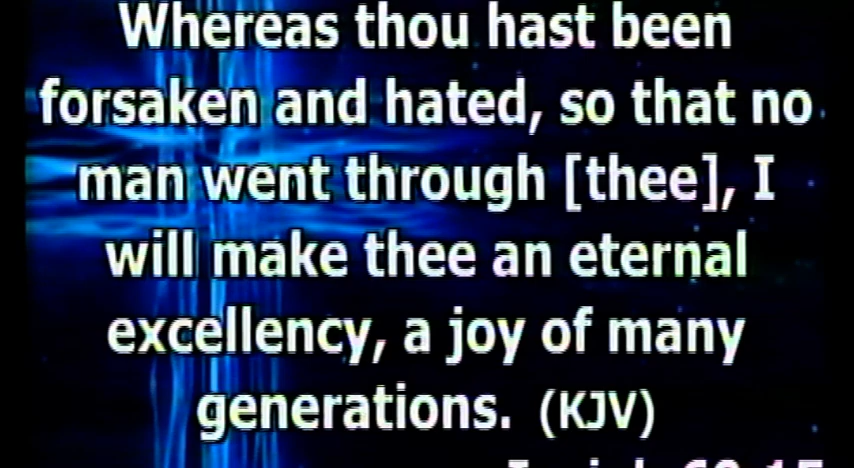 Whereas thou hast been
forsaken and hated, so that no
man went through [thee], I
will make thee an eternal
excellency, a joy of many
generations. (KJV)